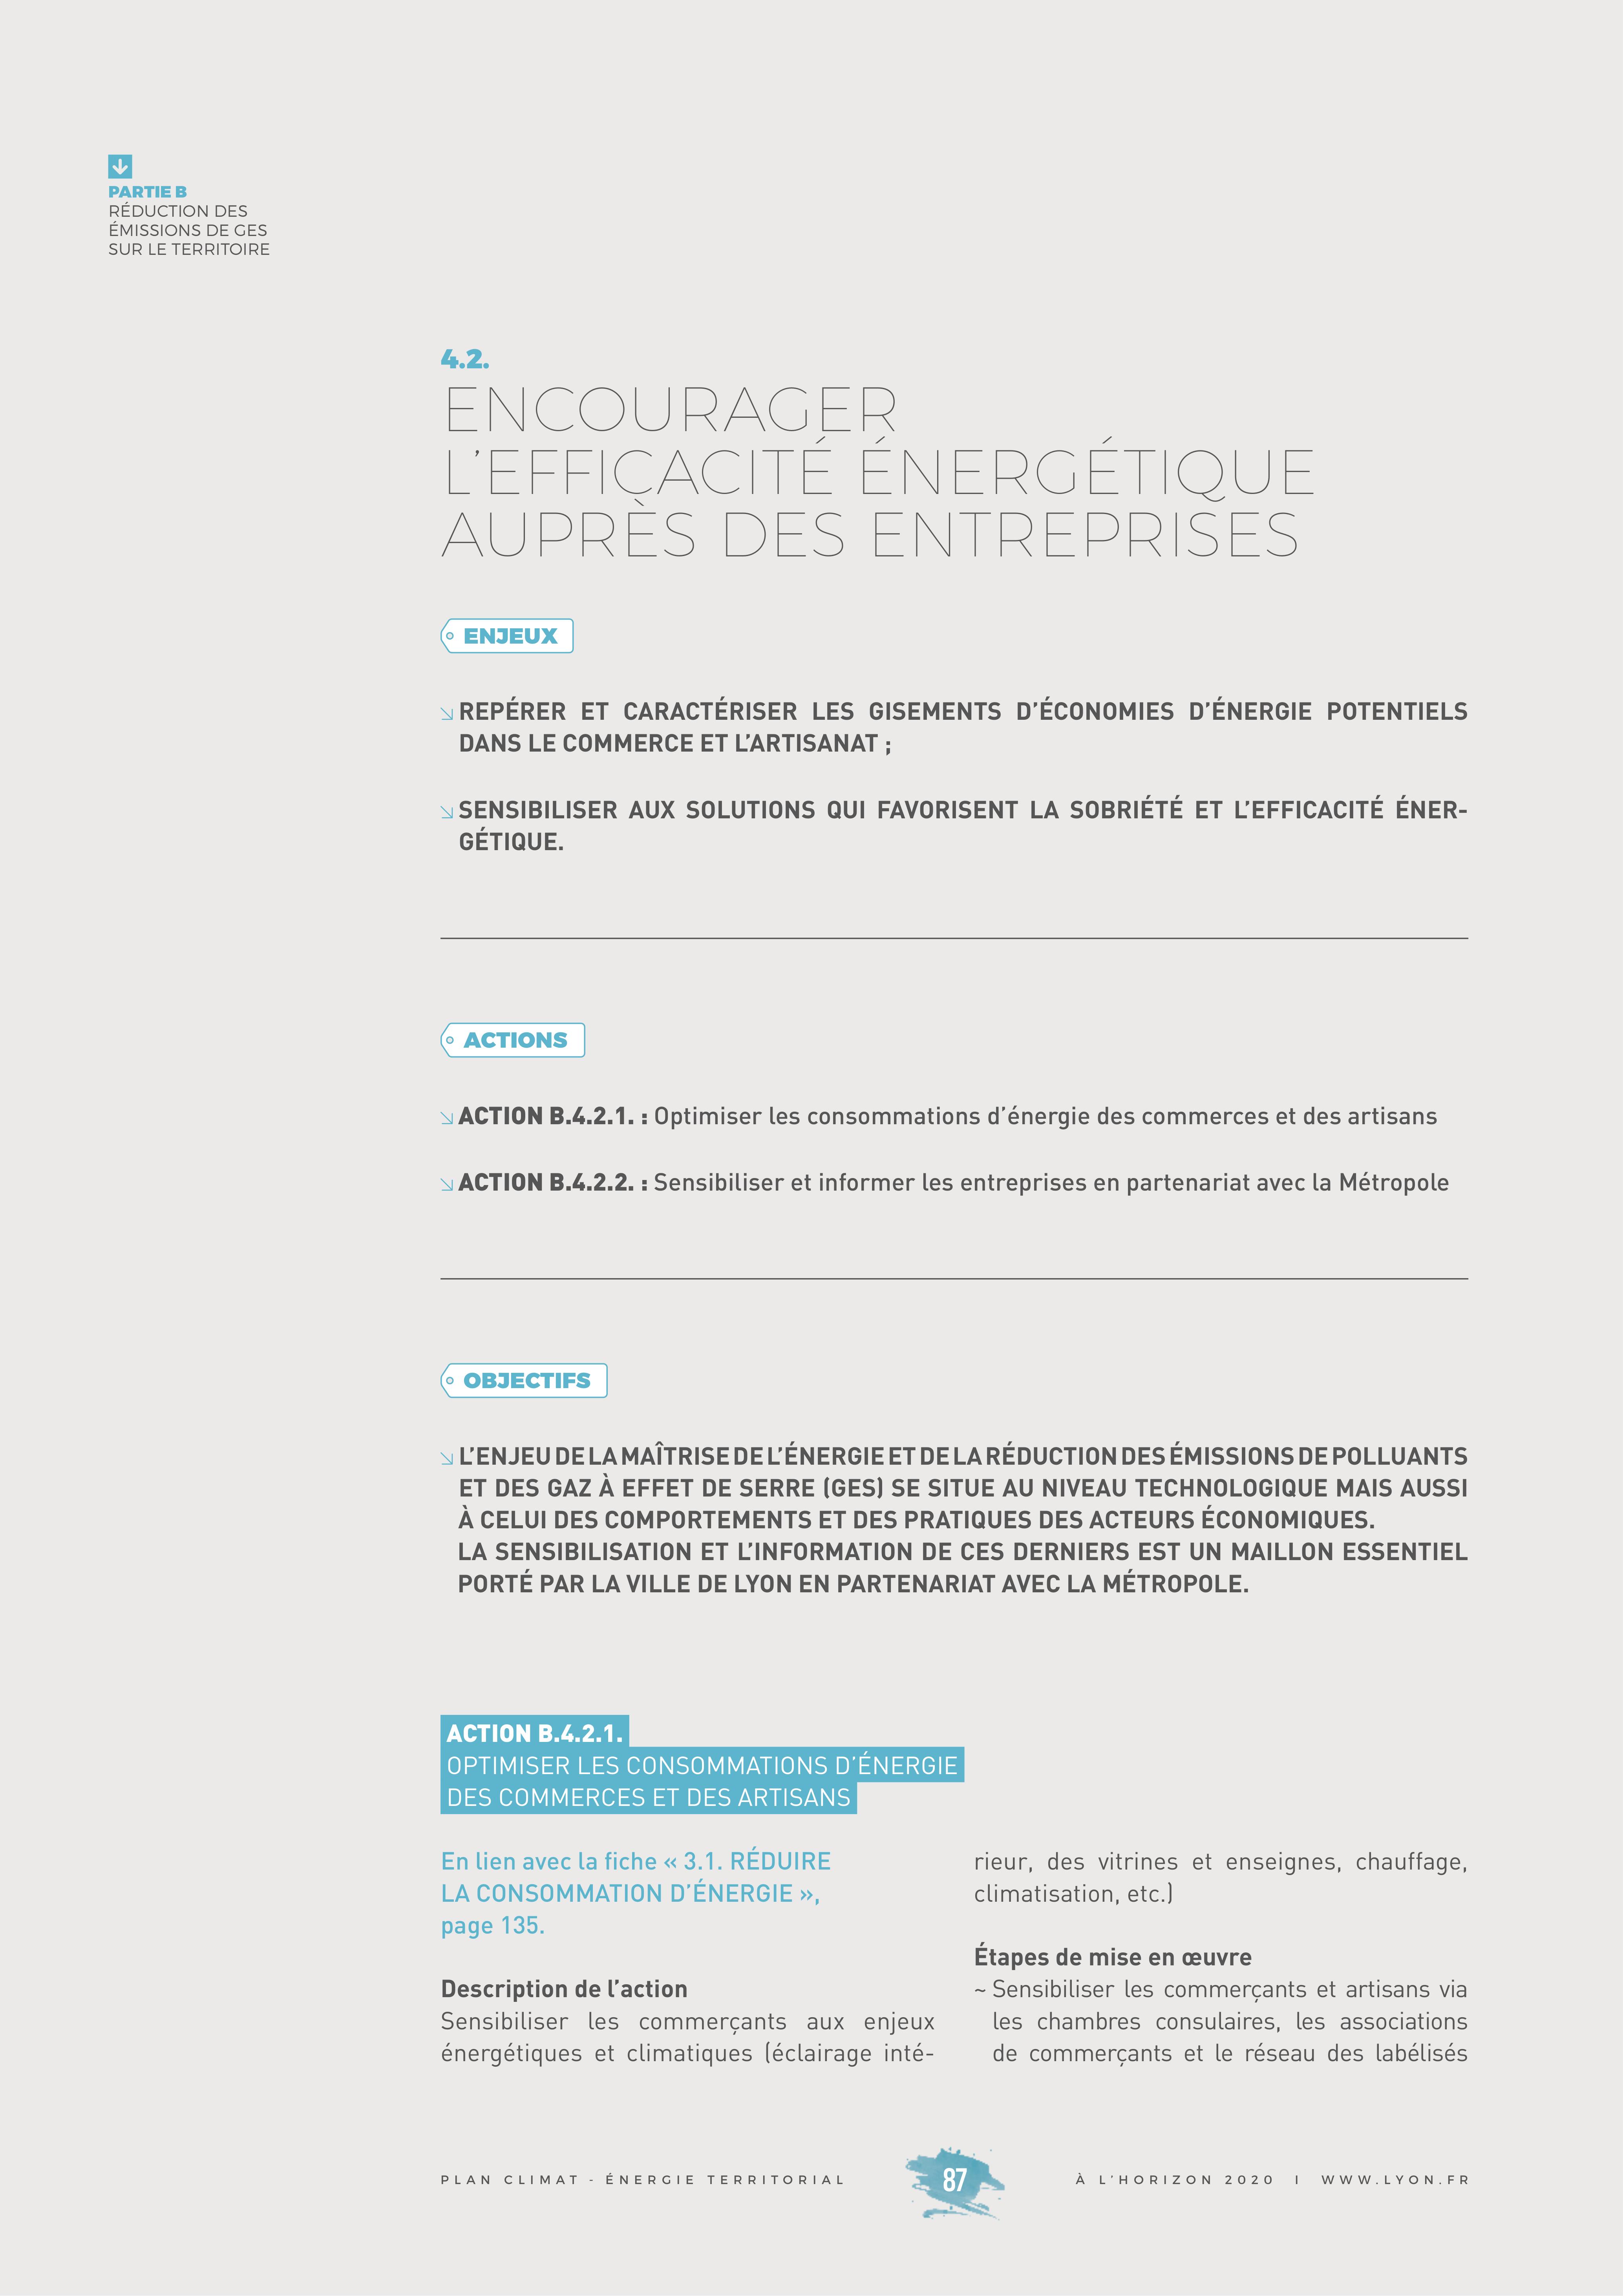 PARTIE B
RÉDUCTION DES
ÉMISSIONS DE GES
SUR LE TERRITOIRE
4.2.
ENCOURAGER
L’EFFICACITÉ ÉNERGÉTIQUE
AUPRÈS DES ENTREPRISES
ENJEUX
REPÉRER ET CARACTÉRISER LES GISEMENTS D’ÉCONOMIES D’ÉNERGIE POTENTIELS
DANS LE COMMERCE ET L’ARTISANAT ;
SENSIBILISER AUX SOLUTIONS QUI FAVORISENT LA SOBRIÉTÉ ET L’EFFICACITÉ ÉNER-
GÉTIQUE.
ACTIONS
ACTION B.4.2.1. : Optimiser les consommations d’énergie des commerces et des artisans
ACTION B.4.2.2. : Sensibiliser et informer les entreprises en partenariat avec la Métropole
OBJECTIFS
L’ENJEU DE LA MAÎTRISE DE L’ÉNERGIE ET DE LA RÉDUCTION DES ÉMISSIONS DE POLLUANTS
ET DES GAZ À EFFET DE SERRE (GES) SE SITUE AU NIVEAU TECHNOLOGIQUE MAIS AUSSI
À CELUI DES COMPORTEMENTS ET DES PRATIQUES DES ACTEURS ÉCONOMIQUES.
LA SENSIBILISATION ET L’INFORMATION DE CES DERNIERS EST UN MAILLON ESSENTIEL
PORTÉ PAR LA VILLE DE LYON EN PARTENARIAT AVEC LA MÉTROPOLE.
ACTION B.4.2.1.
OPTIMISER LES CONSOMMATIONS D’ÉNERGIE
DES COMMERCES ET DES ARTISANS
En lien avec la fiche « 3.1. RÉDUIRE
LA CONSOMMATION D’ÉNERGIE »,
page 135.
Description de l’action
Sensibiliser les commerçants aux enjeux
énergétiques et climatiques (éclairage inté-
rieur, des vitrines et enseignes, chauffage,
climatisation, etc.)
Étapes de mise en œuvre
~ Sensibiliser les commerçants et artisans via
les chambres consulaires, les associations
de commerçants et le réseau des labélisés
PLAN CLIMAT - ÉNERGIE TERRITORIAL
87
À L’HORIZON 2020 I WWW.LYON.FR